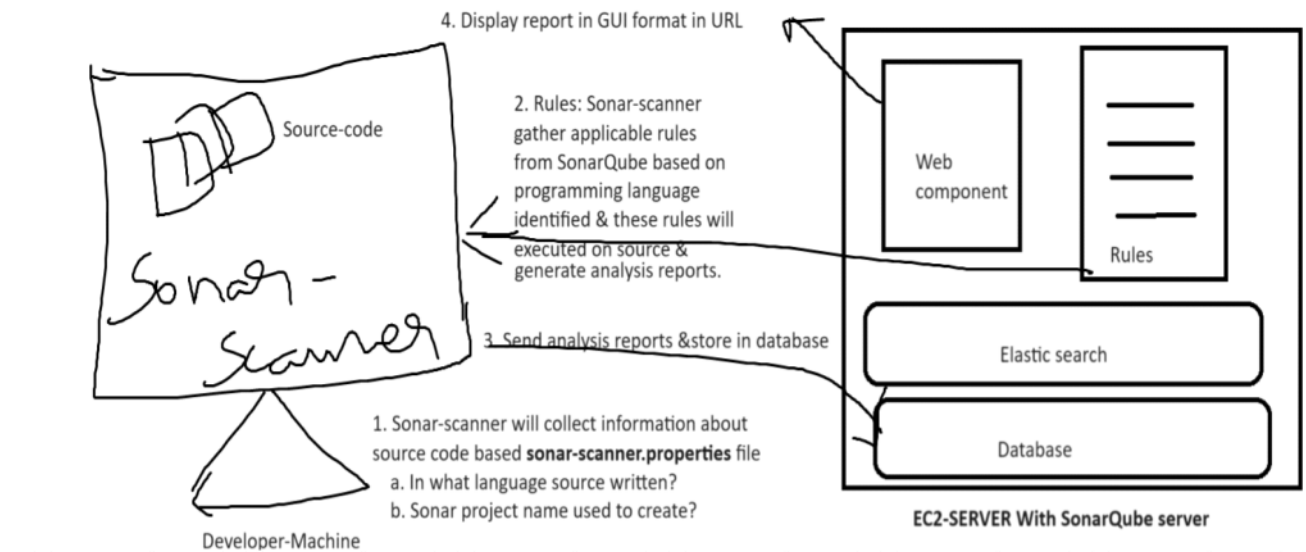 4. Display report in GUI format in URL
Source-code
2. Rules: Sonar-scanner
gather applicable rules
from SonarQube based on
programming language
identified & these rules will
executed on source &
generate analysis reports.
Web
component
Rules
Sonar-
Scanner
3. Send analysis reports &store in database
Elastic search
Database
1. Sonar-scanner will collect information about
source code based sonar-scanner.properties file
a. In what language source written?
b. Sonar project name used to create?
Developer-Machine
EC2-SERVER With SonarQube server